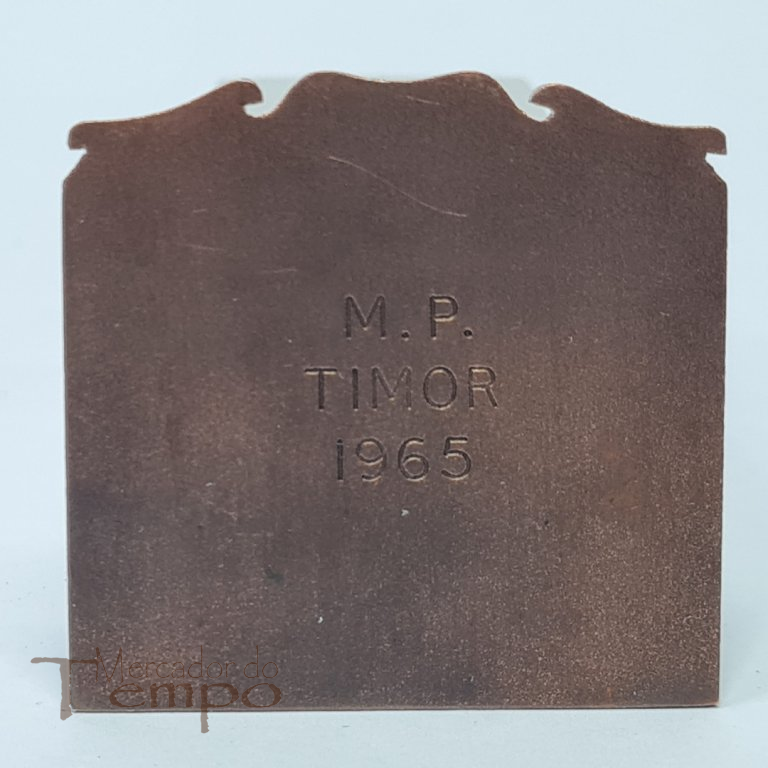 M.P.
TIMOR
1965
Mercador do
Tempo